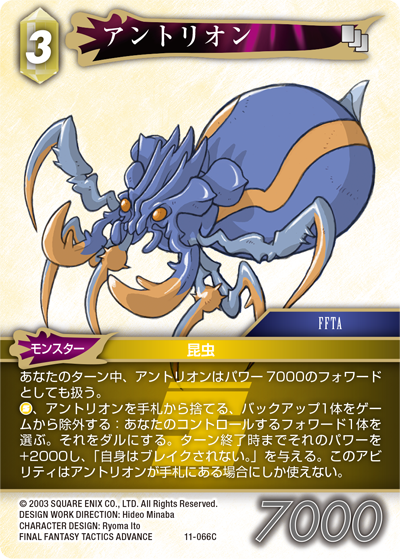 3
アントリオン
FFTA
モンスター
昆虫
あなたのターン中、アントリオンはパワー7000のフォワード
としても扱う。
、アントリオンを手札から捨てる、バックアップ1体をゲー
ムから除外する：あなたのコントロールするフォワード1体を
選ぶ。それをダルにする。ターン終了時までそれのパワーを
+2000し、「自身はブレイクされない。」を与える。このアビ
リティはアントリオンが手札にある場合にしか使えない。
© 2003 SQUARE ENIX CO., LTD. All Rights Reserved.
DESIGN WORK DIRECTION: Hideo Minaba
CHARACTER DESIGN: Ryoma Ito
FINAL FANTASY TACTICS ADVANCE 11-066C
7000